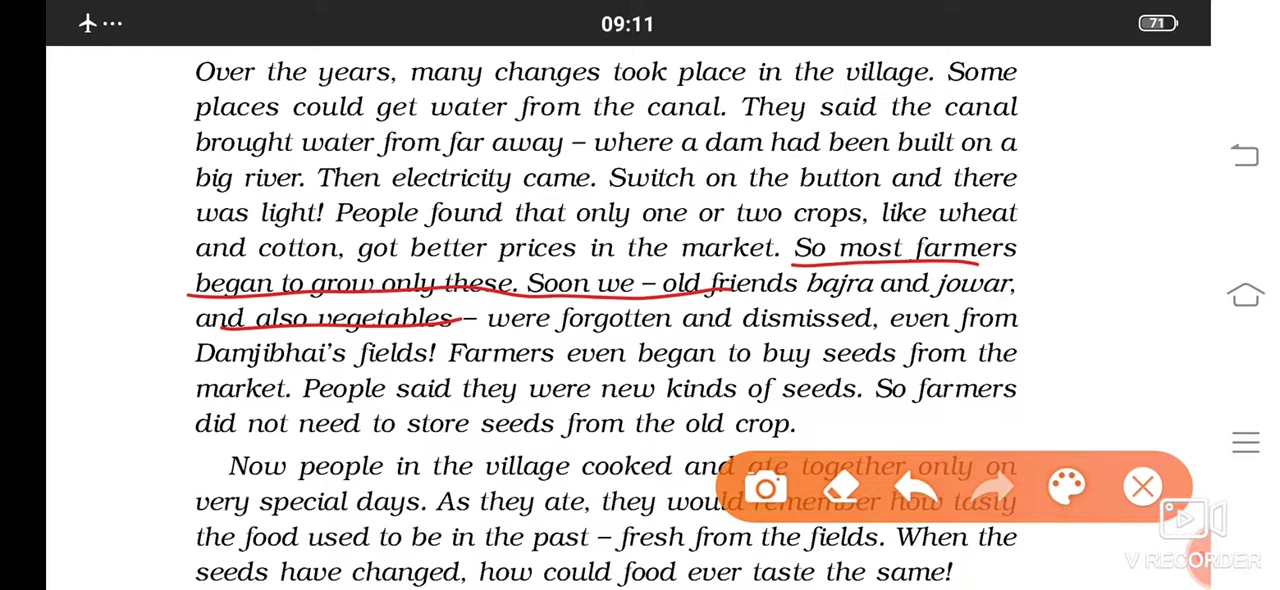 09:11
71
Over the years, many changes took place in the village. Some
places could get water from the canal. They said the canal
brought water from far away – where a dam had been built on a
big river. Then electricity came. Switch on the button and there
was light! People found that only one or two crops, like wheat
and cotton, got better prices in the market. So most farmers
began to grow only these. Soon we – old friends bajra and jowar,
and also vegetables – were forgotten and dismissed, even from
Damjibhai's fields! Farmers even began to buy seeds from the
market. People said they were new kinds of seeds. So farmers
did not need to store seeds from the old crop.
Now people in the village cooked and ate together only on
very special days. As they ate, they would remember how tasty
the food used to be in the past – fresh from the fields. When the
seeds have changed, how could food ever taste the same!
V RECORDER